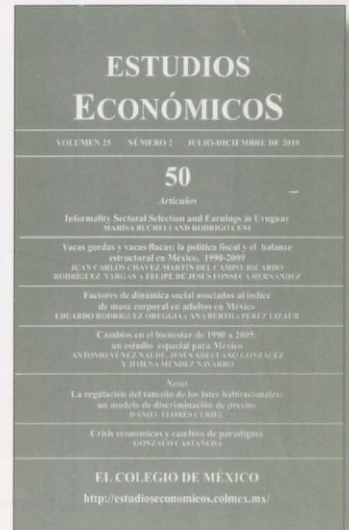 ESTUDIOS
ECONÓMICOS
VOLUMEN 25 NÚMERO 2 JULIO-DICIEMBRE DE 2010
50
Artículos
Informality Sectoral Selection and Earnings in Uruguay
MARISA BUCHELI AND RODRIGO CENI
Vacas gordas y vacas flacas: la política fiscal y el balance
estructural en México, 1990-2009
JUAN CARLOS CHÁVEZ MARTÍN DEL CAMPO, RICARDO
RODRÍGUEZ VARGAS y FELIPE DE JESÚS FONSECA HERNÁNDEZ
Factores de dinámica social asociados al índice
de masa corporal en adultos en México
EDUARDO RODRÍGUEZ OREGGIA y ANA BERTHA PÉREZ LIZAUR
Cambios en el bienestar de 1990 a 2005:
un estudio espacial para México
ANTONIO YÚNEZ NAUDE, JESÚS ARELLANO GONZÁLEZ
Y JIMENA MÉNDEZ NAVARRO
Notas
La regulación del tamaño de los lotes habitacionales:
un modelo de discriminación de precios
DANIEL FLORES CURIEL
Crisis económicas y cambios de paradigma
GONZALO CASTAÑEDA
EL COLEGIO DE MÉXICO
http://estudioseconomicos.colmex.mx/